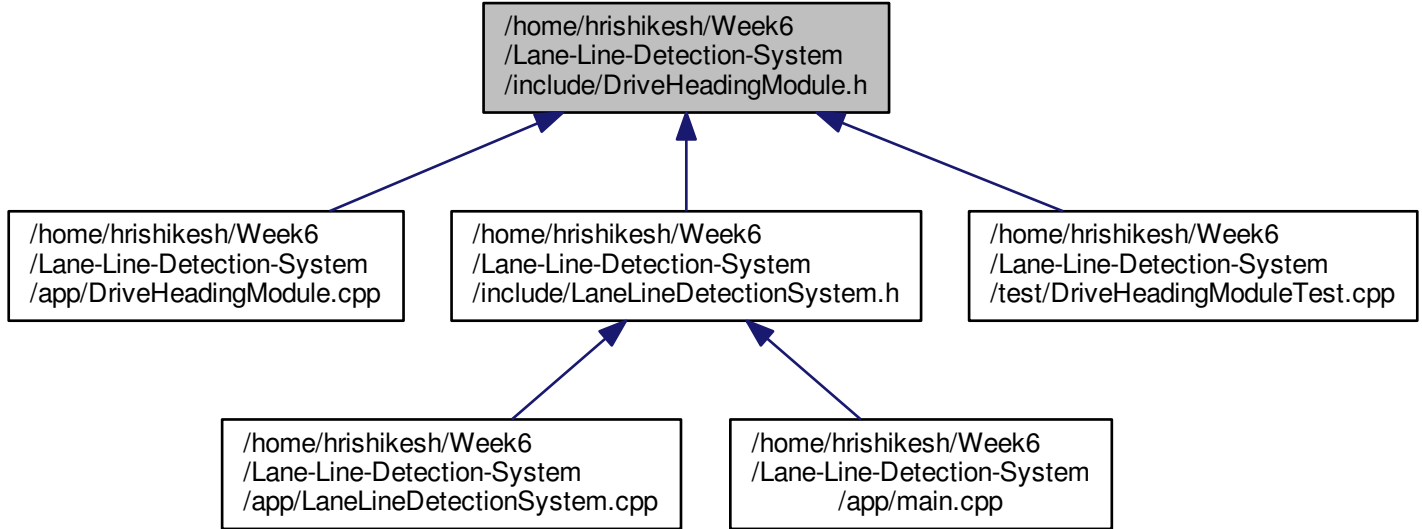 /home/hrishikesh/Week6
/Lane-Line-Detection-System
/include/DriveHeadingModule.h
/home/hrishikesh/Week6
/Lane-Line-Detection-System
/app/DriveHeadingModule.cpp
/home/hrishikesh/Week6
/Lane-Line-Detection-System
/include/LaneLineDetectionSystem.h
/home/hrishikesh/Week6
/Lane-Line-Detection-System
/test/DriveHeadingModuleTest.cpp
/home/hrishikesh/Week6
/Lane-Line-Detection-System
/app/LaneLineDetectionSystem.cpp
/home/hrishikesh/Week6
/Lane-Line-Detection-System
/app/main.cpp